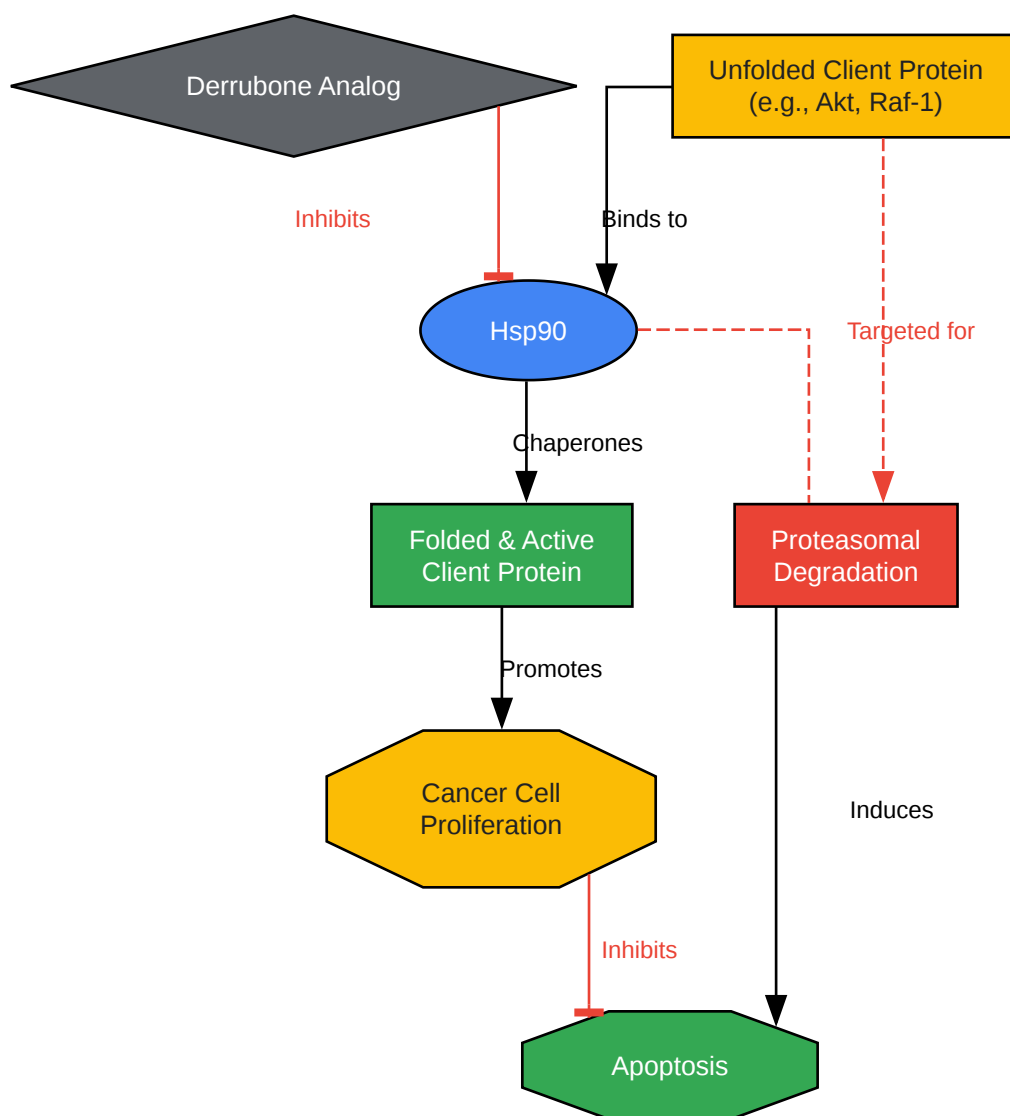 Derrubone Analog
Unfolded Client Protein
(e.g., Akt, Raf-1)
Inhibits
Binds to
Hsp90
Targeted for
Chaperones
Folded & Active
Client Protein
Proteasomal
Degradation
Promotes
Cancer Cell
Proliferation
Induces
Inhibits
Apoptosis